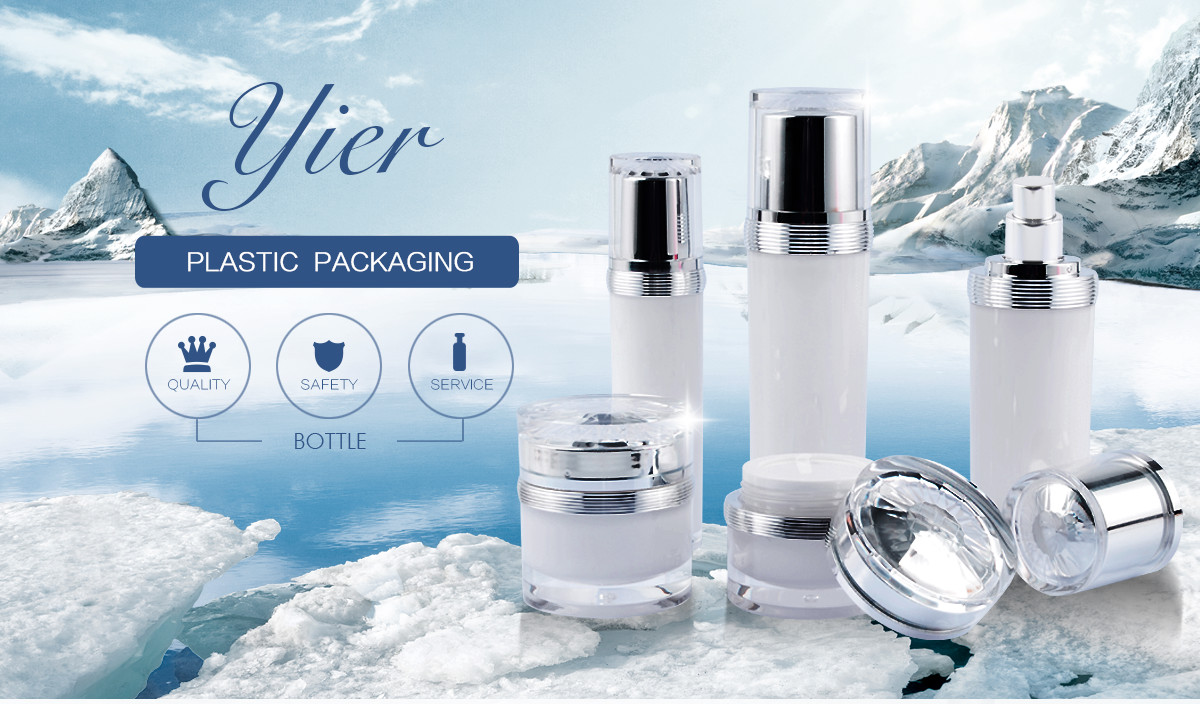 Yier
PLASTIC PACKAGING
QUALITY
SAFETY
SERVICE
BOTTLE